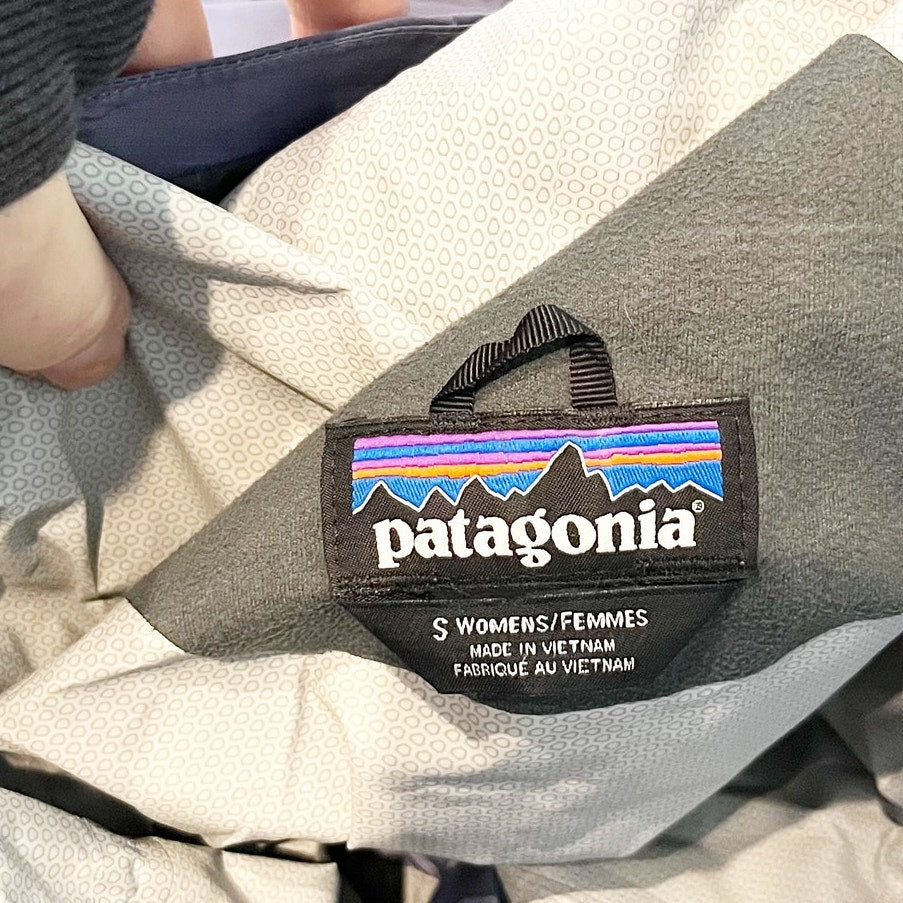 patagonia®
S WOMENS/FEMMES
MADE IN VIETNAM
FABRIQUÉ AU VIETNAM